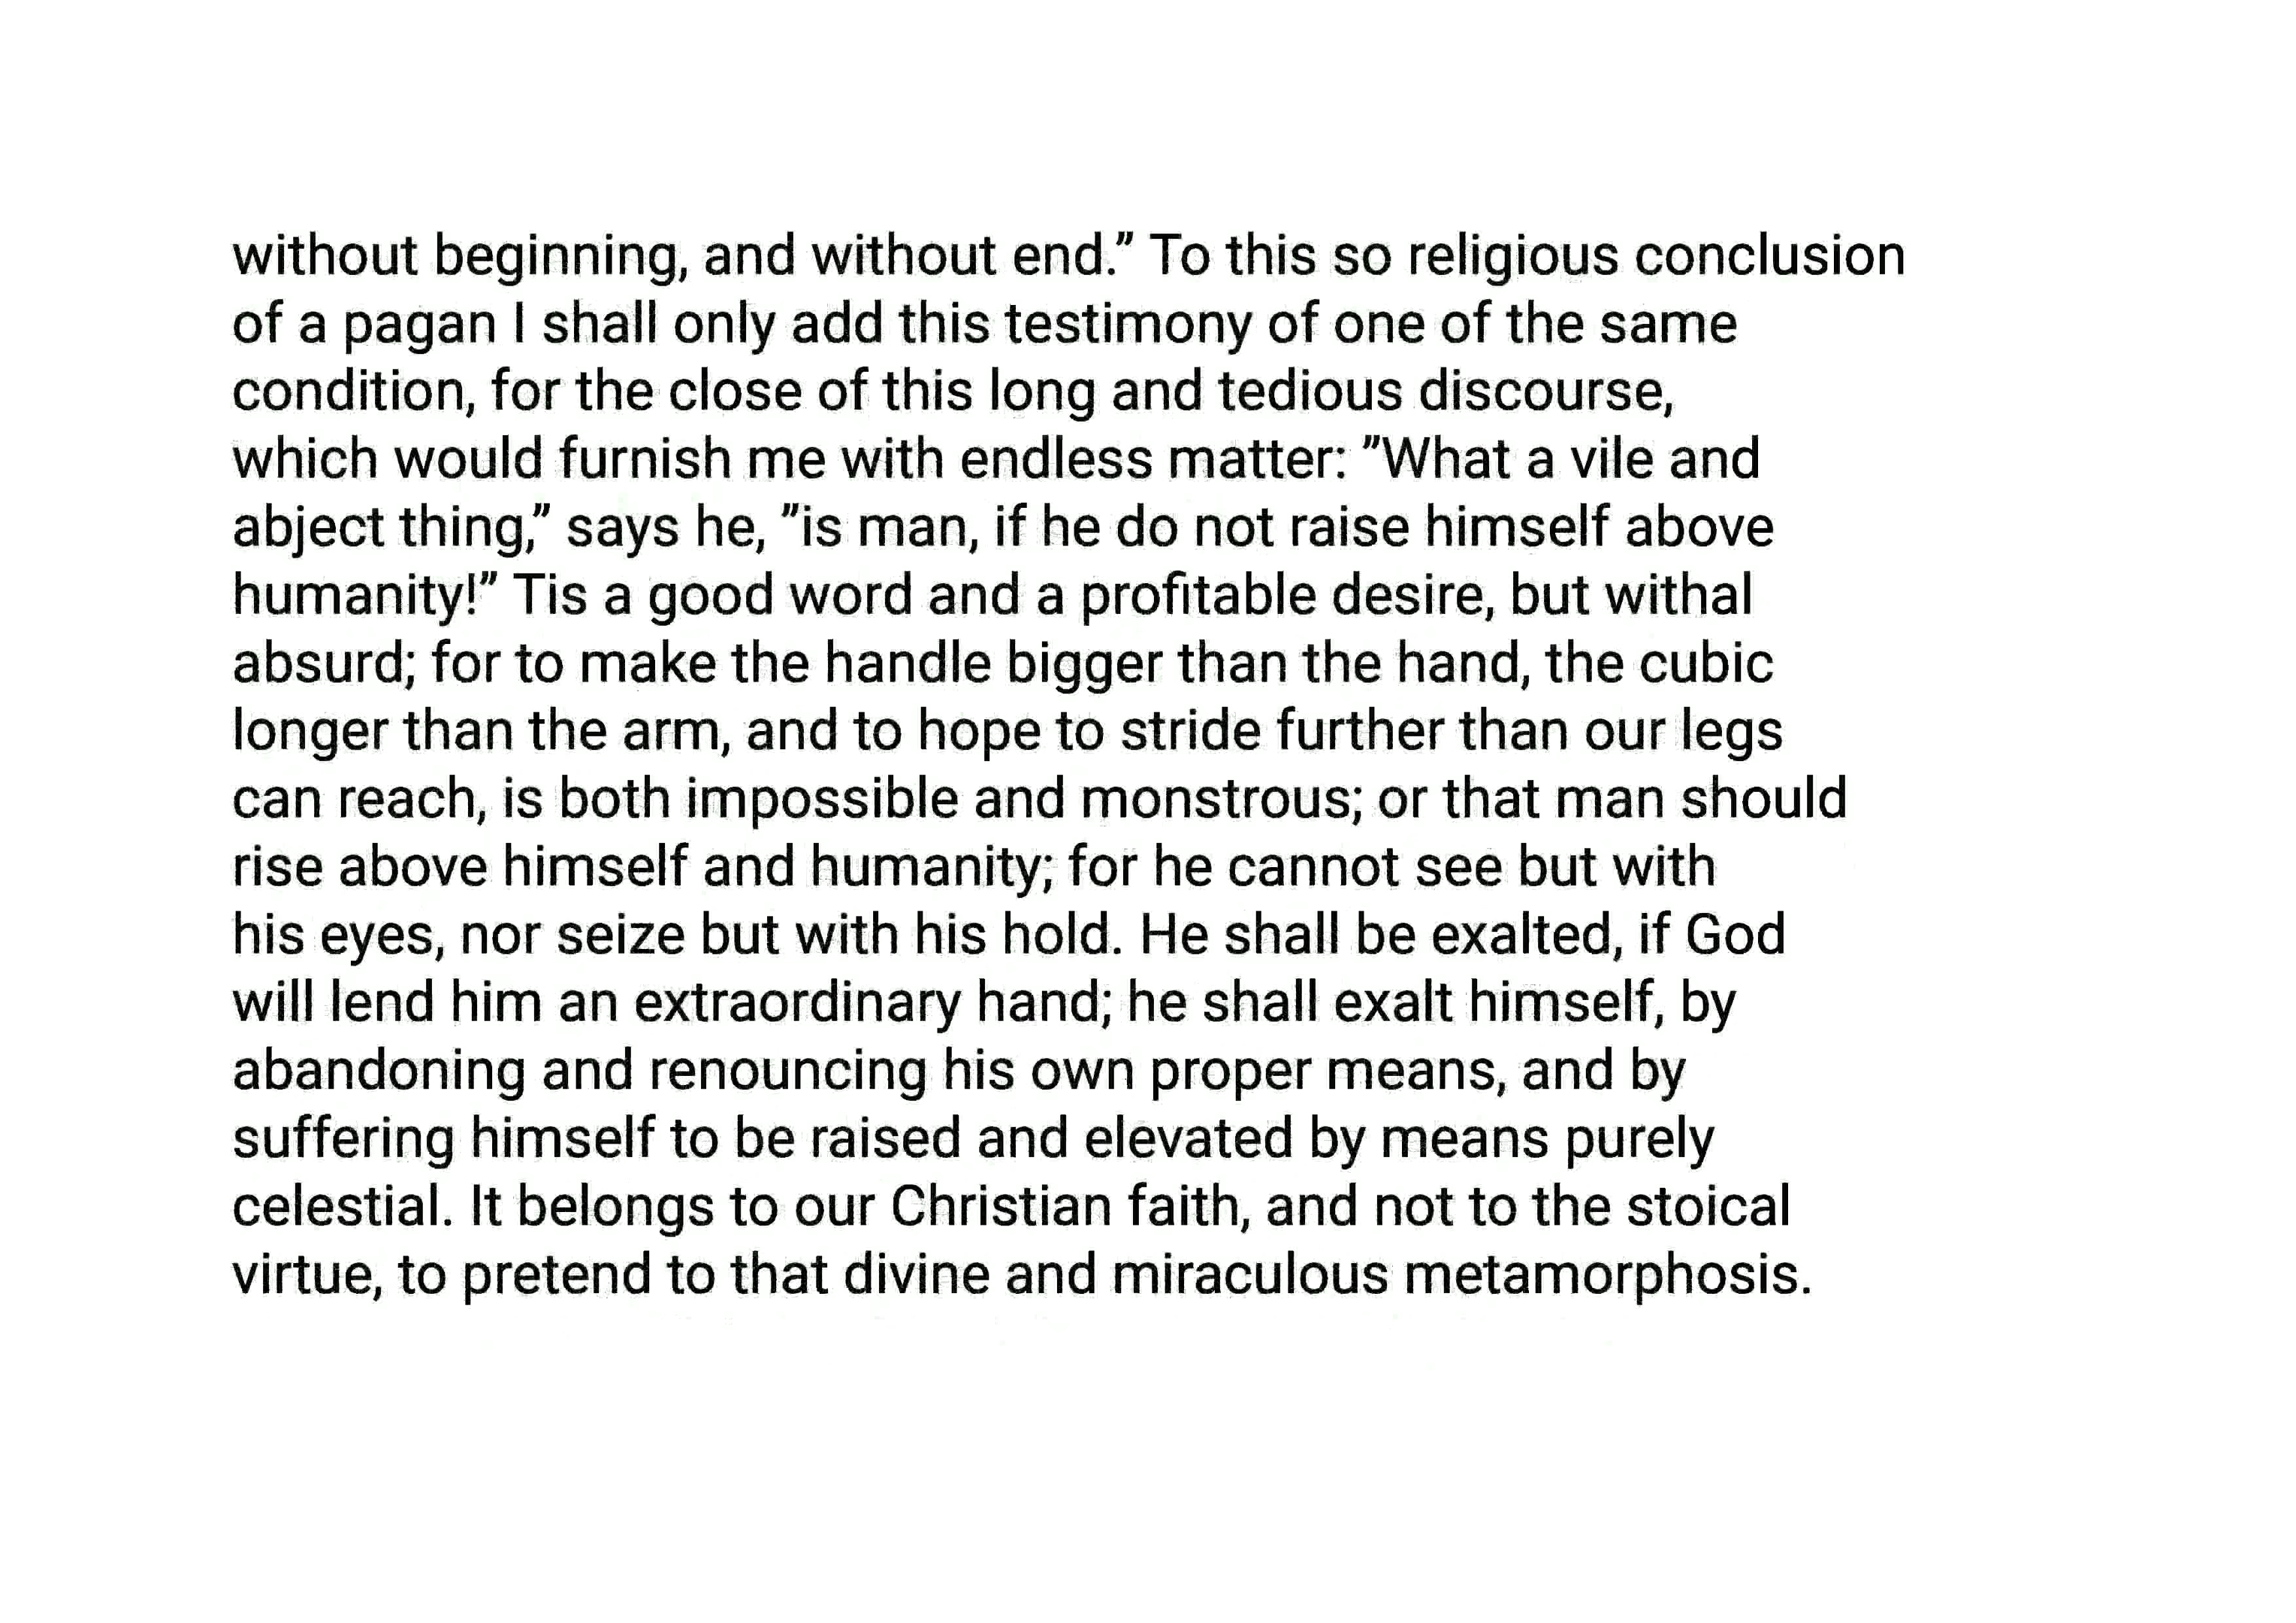 without beginning, and without end.” To this so religious conclusion
of a pagan I shall only add this testimony of one of the same
condition, for the close of this long and tedious discourse,
which would furnish me with endless matter: ”What a vile and
abject thing,” says he, ”is man, if he do not raise himself above
humanity!” Tis a good word and a profitable desire, but withal
absurd; for to make the handle bigger than the hand, the cubic
longer than the arm, and to hope to stride further than our legs
can reach, is both impossible and monstrous; or that man should
rise above himself and humanity; for he cannot see but with
his eyes, nor seize but with his hold. He shall be exalted, if God
will lend him an extraordinary hand; he shall exalt himself, by
abandoning and renouncing his own proper means, and by
suffering himself to be raised and elevated by means purely
celestial. It belongs to our Christian faith, and not to the stoical
virtue, to pretend to that divine and miraculous metamorphosis.